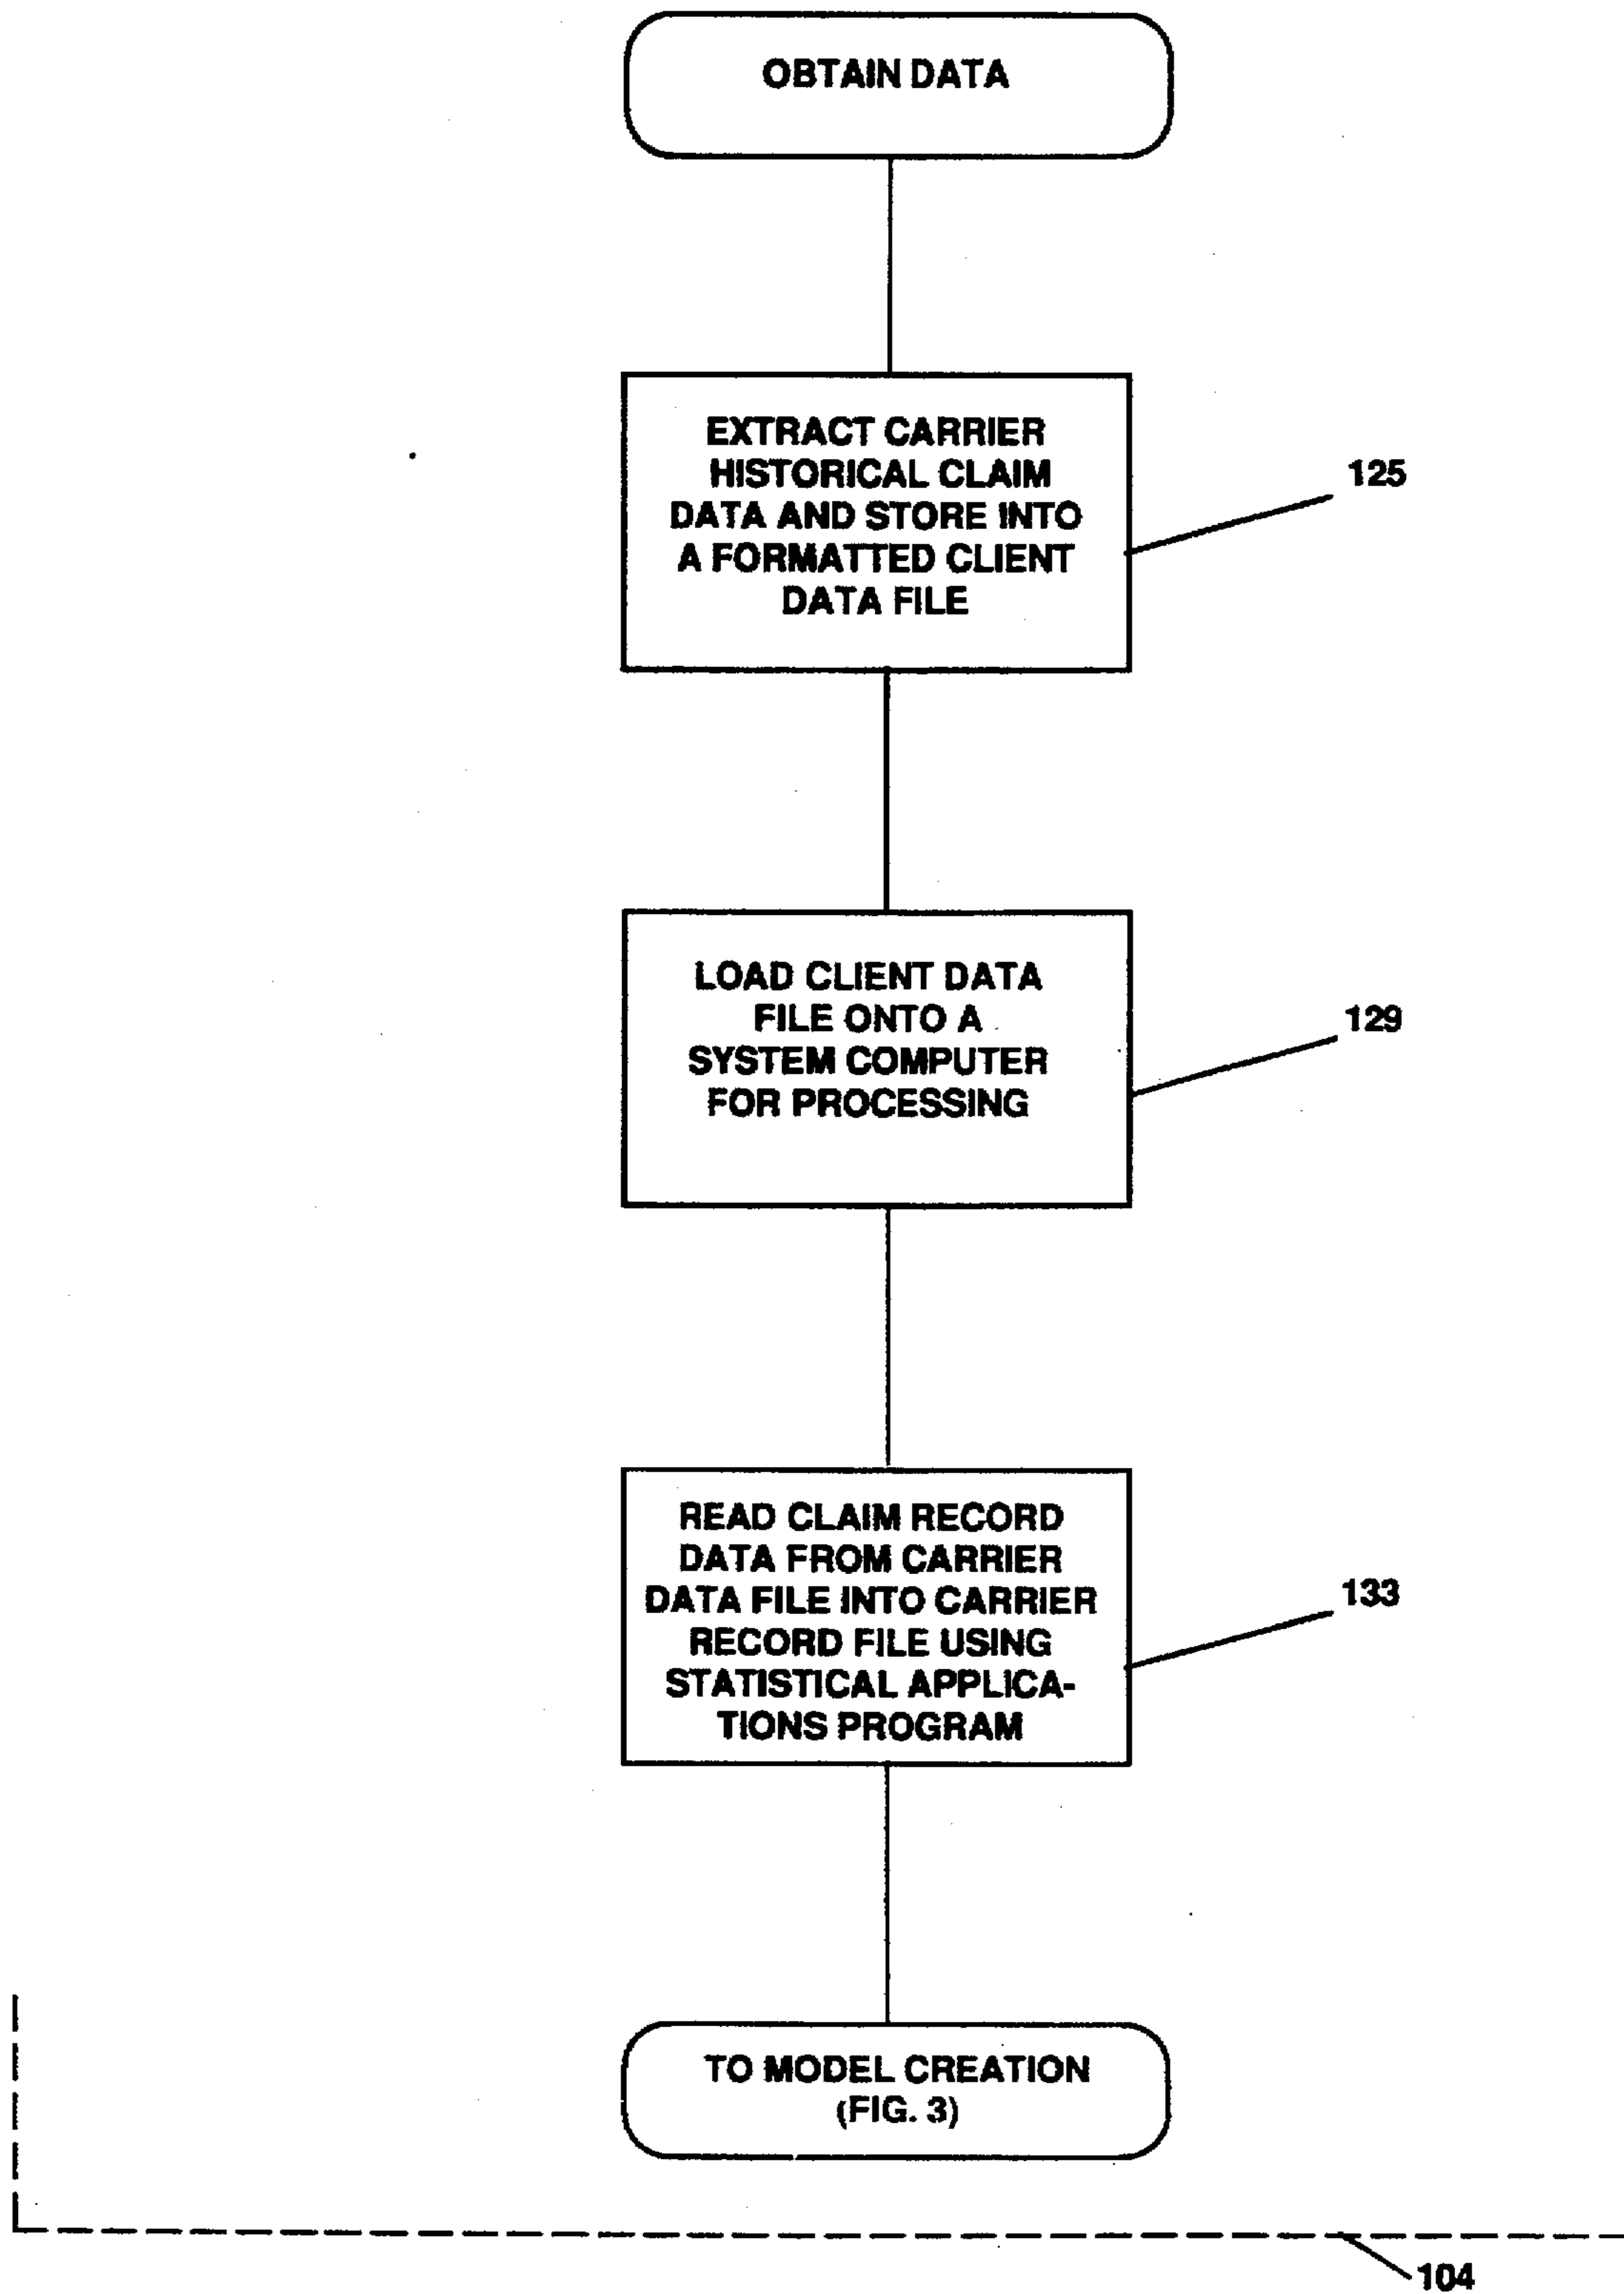 OBTAIN DATA
EXTRACT CARRIER
HISTORICAL CLAIM
DATA AND STORE INTO
A FORMATTED CLIENT
DATA FILE
125
LOAD CLIENT DATA
FILE ONTO A
SYSTEM COMPUTER
FOR PROCESSING
129
READ CLAIM RECORD
DATA FROM CARRIER
DATA FILE INTO CARRIER
RECORD FILE USING
STATISTICAL APPLICA-
TIONS PROGRAM
133
TO MODEL CREATION
(FIG. 3)
104